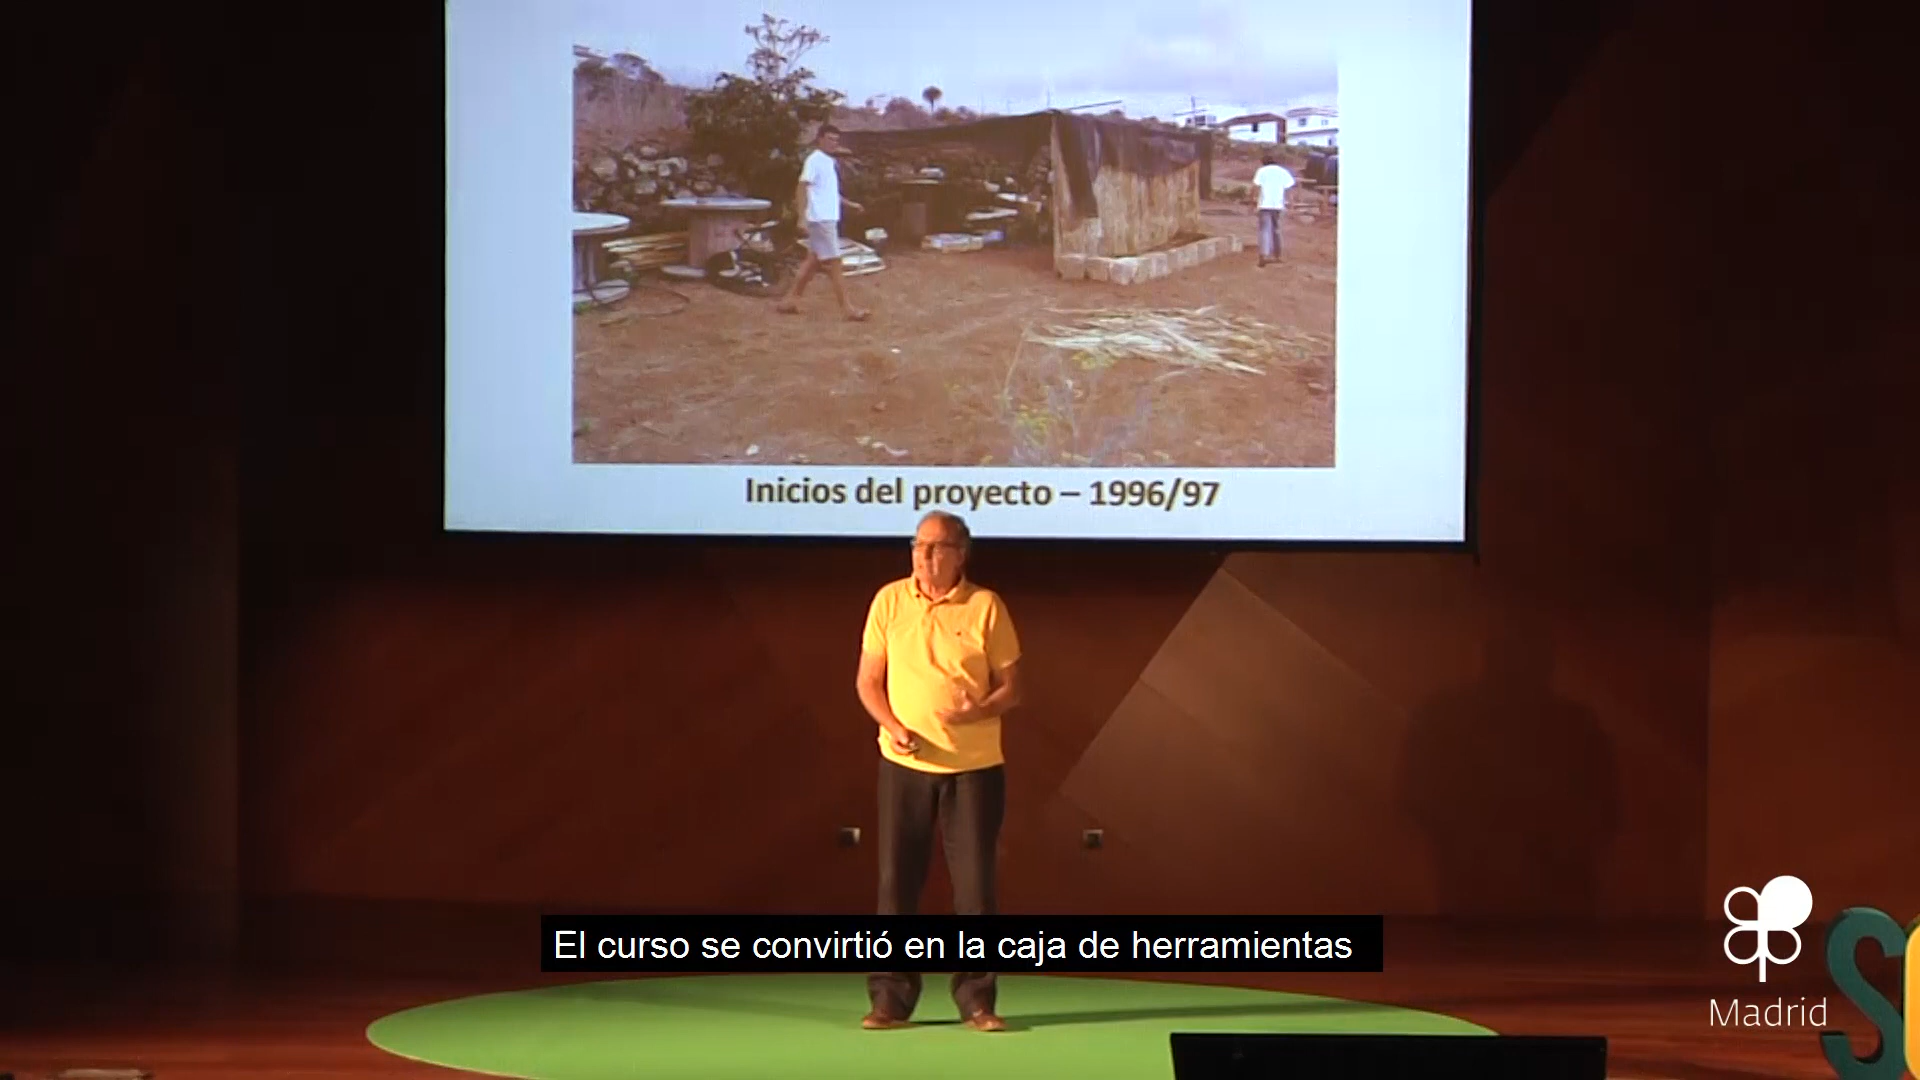 Inicios del proyecto – 1996/97
El curso se convirtió en la caja de herramientas
Madrid